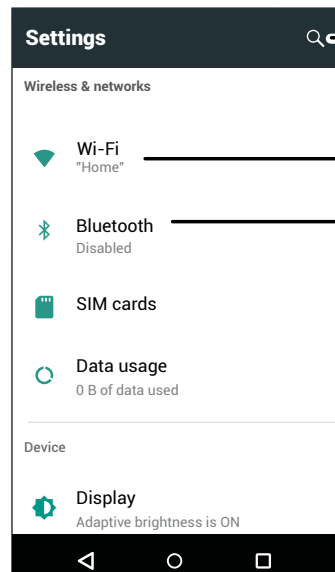 Settings
Wireless & networks
Wi-Fi
"Home"
Bluetooth
Disabled
SIM cards
Data usage
0 B of data used
Device
Display
Adaptive brightness is ON